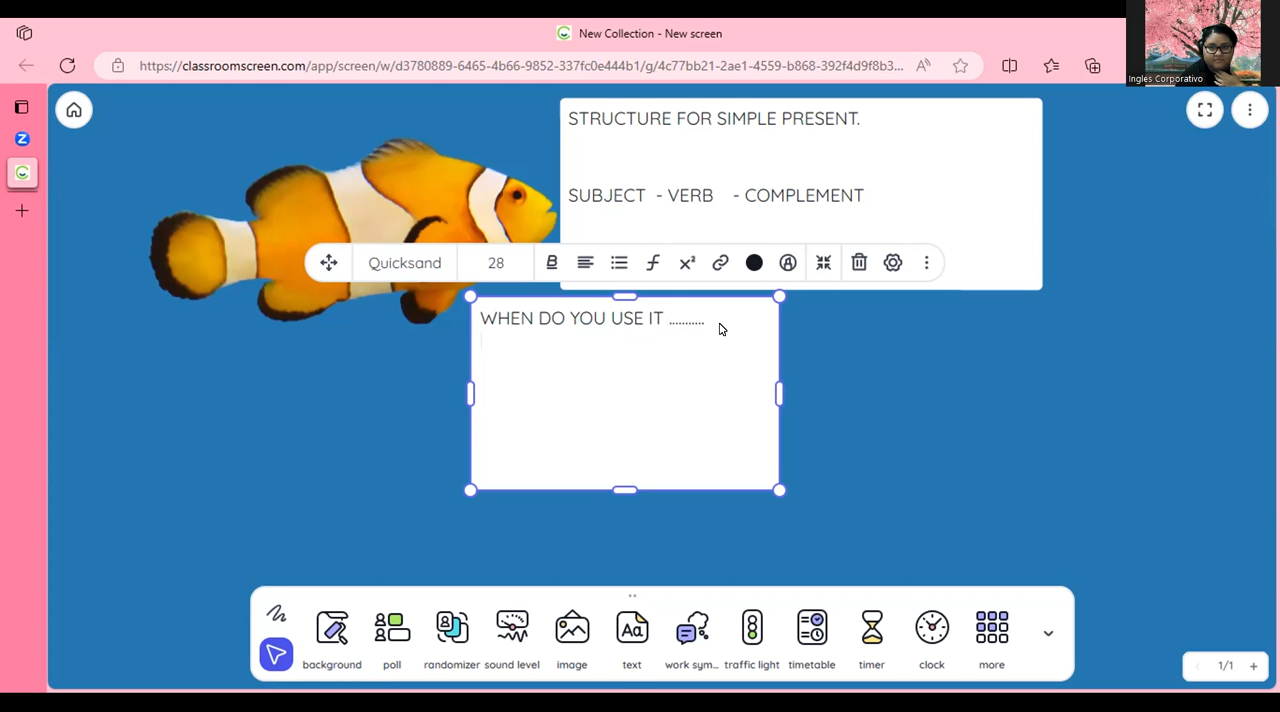 New Collection - New screen
https://classroomscreen.com/app/screen/w/d3780889-6465-4b66-9852-337fc0e444b1/g/4c77bb21-2ae1-4559-b868-392f4d9f8b3...
Ingles Corporativo
STRUCTURE FOR SIMPLE PRESENT.
SUBJECT - VERB - COMPLEMENT
Quicksand 28
WHEN DO YOU USE IT ...........
background poll randomizer sound level image text work sym... traffic light timetable timer clock more
1/1